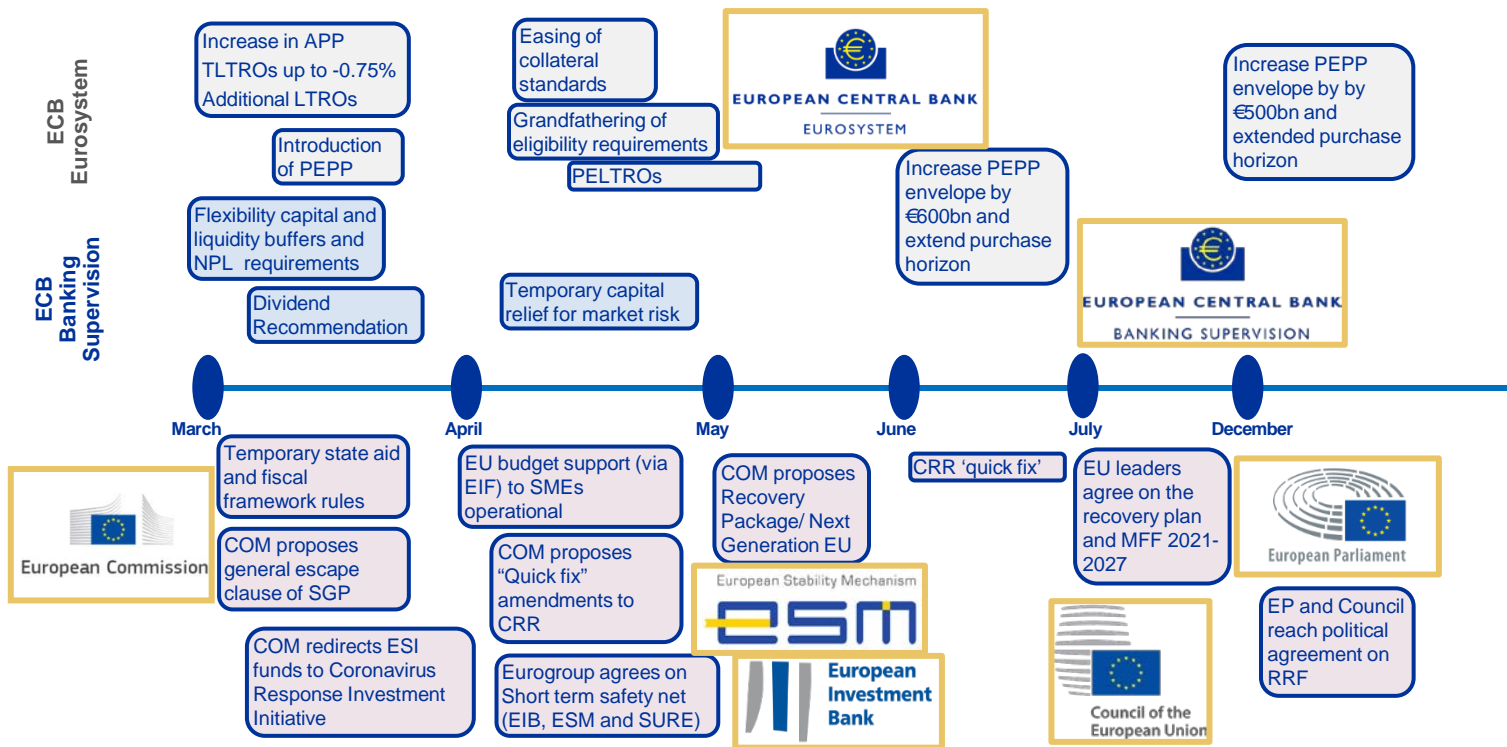 ECB
Eurosystem
Increase in APP
TLTROs up to -0.75%
Additional LTROs
Introduction
of PEPP
Easing of
collateral
standards
Grandfathering of
eligibility requirements
PELTROs
EUROPEAN CENTRAL BANK
EUROSYSTEM
Increase PEPP
envelope by
€600bn and
extend purchase
horizon
Increase PEPP
envelope by by
€500bn and
extended purchase
horizon
ECB
Banking
Supervision
Flexibility capital and
liquidity buffers and
NPL requirements
Dividend
Recommendation
Temporary capital
relief for market risk
EUROPEAN CENTRAL BANK
BANKING SUPERVISION
March
April
May
June
July
December
European Commission
Temporary state aid
and fiscal
framework rules
COM proposes
general escape
clause of SGP
COM redirects ESI
funds to Coronavirus
Response Investment
Initiative
EU budget support (via
EIF) to SMEs
operational
COM proposes
“Quick fix”
amendments to
CRR
Eurogroup agrees on
Short term safety net
(EIB, ESM and SURE)
COM proposes
Recovery
Package/ Next
Generation EU
European Stability Mechanism
esm
European
Investment
Bank
CRR ‘quick fix’
EU leaders
agree on the
recovery plan
and MFF 2021-
2027
Council of the
European Union
European Parliament
EP and Council
reach political
agreement on
RRF